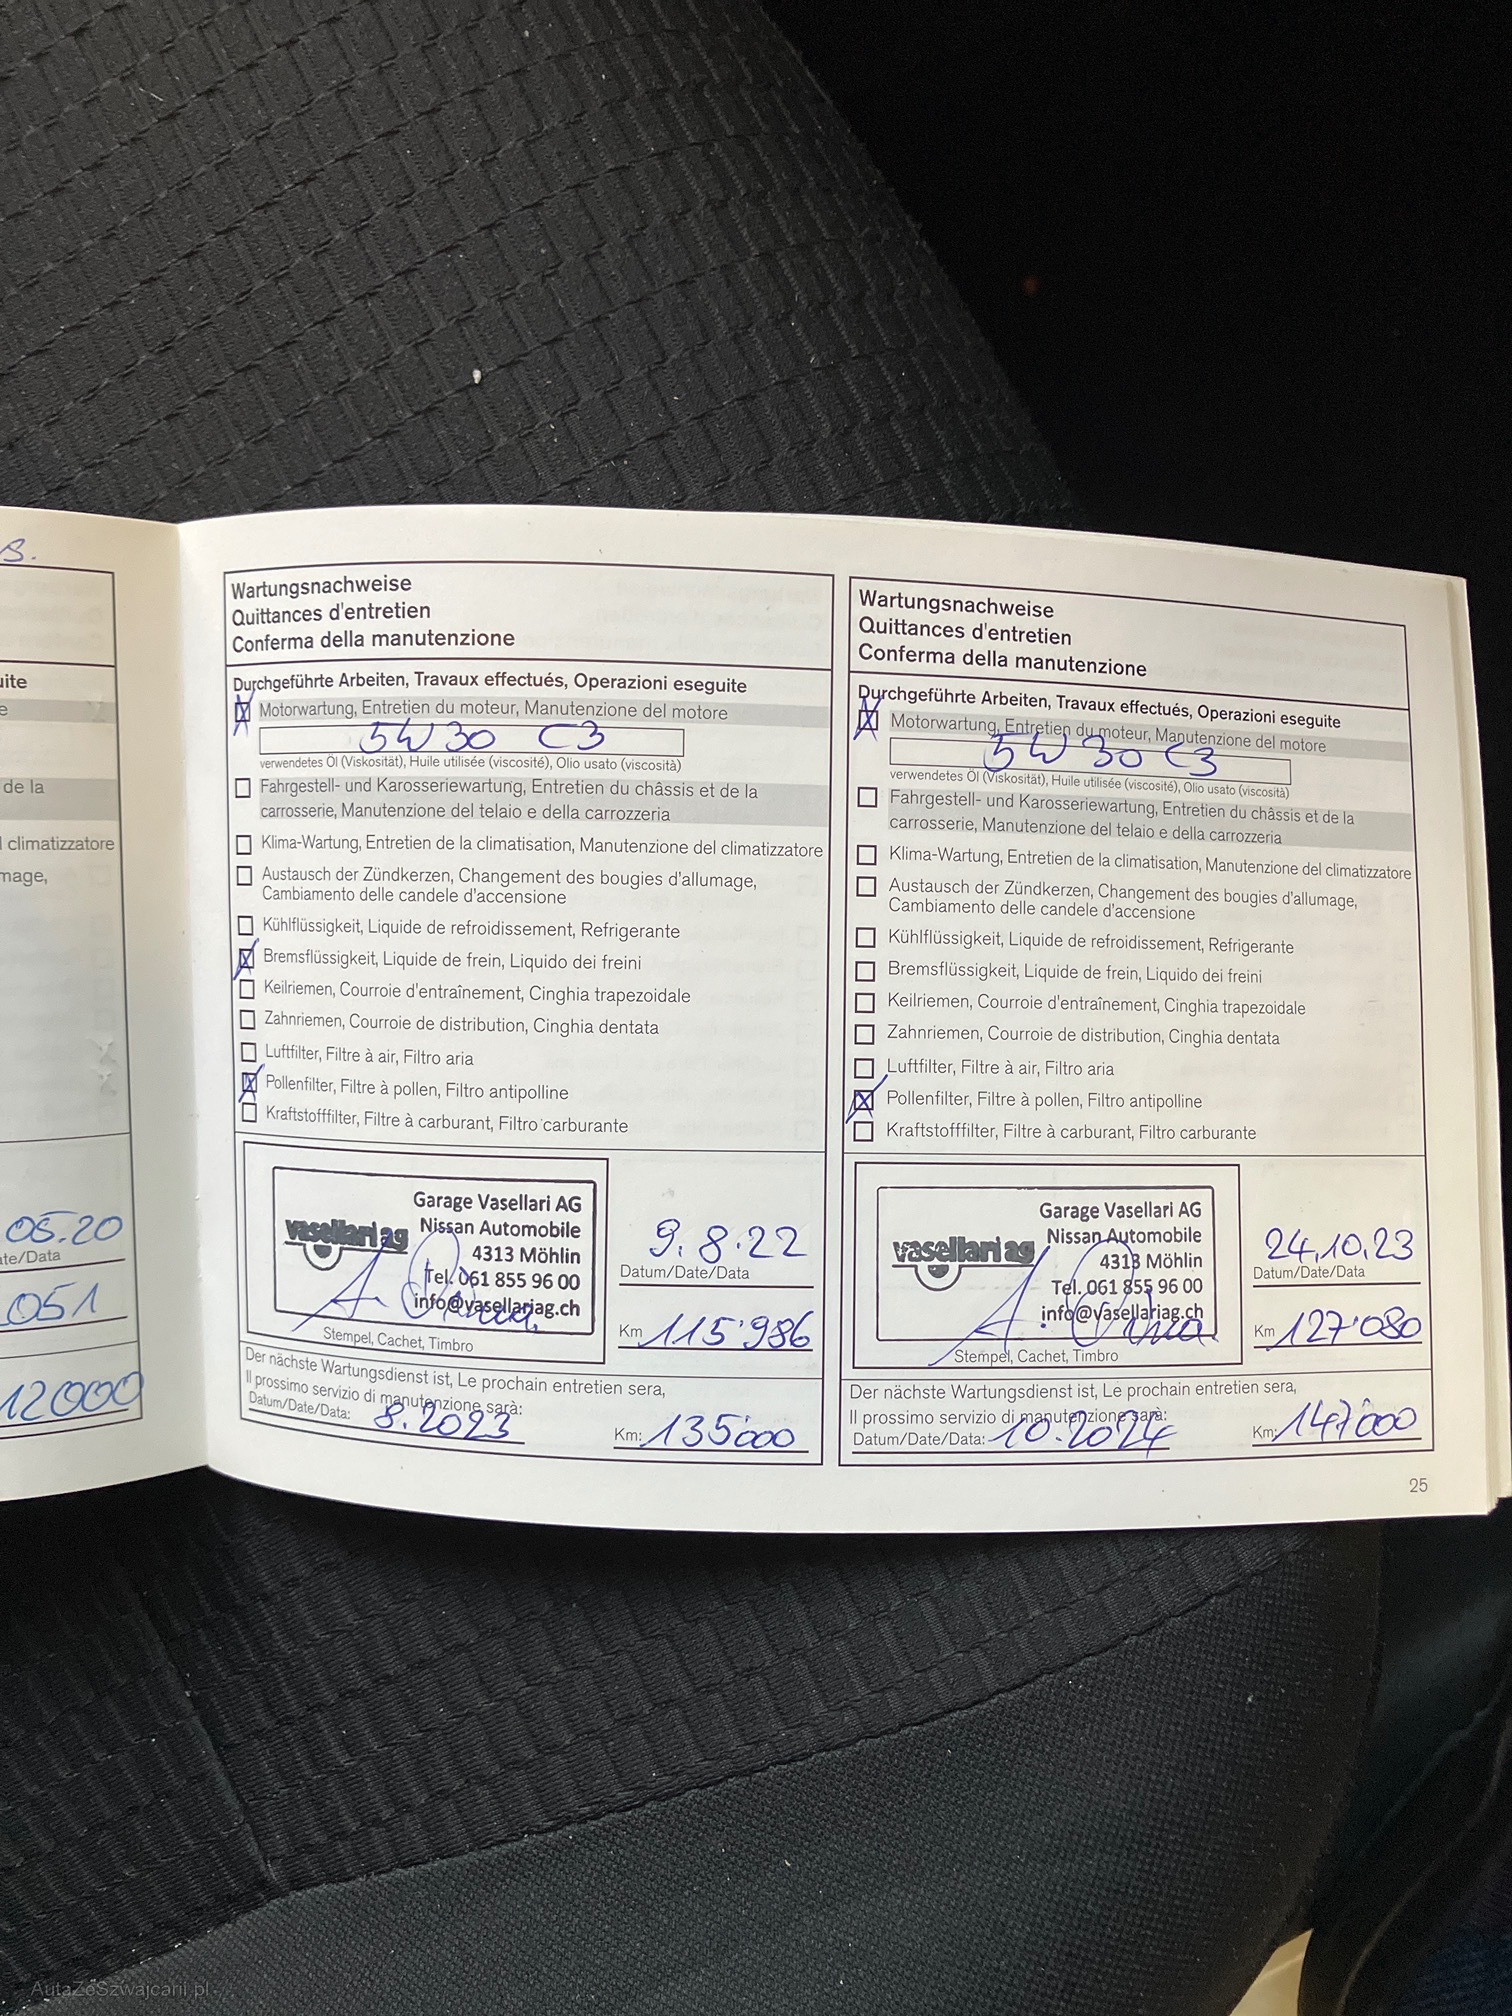 s.
uite
e
de la
l climatizzatore
mage,
05.20
te/Data
051
12000
Wartungsnachweise
Quittances d'entretien
Conferma della manutenzione
Durchgeführte Arbeiten, Travaux effectués, Operazioni eseguite
Motorwartung, Entretien du moteur, Manutenzione del motore
5W30 C3
verwendetes Öl (Viskosität), Huile utilisée (viscosité), Olio usato (viscosità)
Fahrgestell- und Karosseriewartung, Entretien du châssis et de la
carrosserie, Manutenzione del telaio e della carrozzeria
Klima-Wartung, Entretien de la climatisation, Manutenzione del climatizzatore
Austausch der Zündkerzen, Changement des bougies d'allumage,
Cambiamento delle candele d'accensione
Kühlflüssigkeit, Liquide de refroidissement, Refrigerante
Bremsflüssigkeit, Liquide de frein, Liquido dei freini
Keilriemen, Courroie d'entraînement, Cinghia trapezoidale
Zahnriemen, Courroie de distribution, Cinghia dentata
Luftfilter, Filtre à air, Filtro aria
Pollenfilter, Filtre à pollen, Filtro antipolline
Kraftstofffilter, Filtre à carburant, Filtro carburante
vasellari ag
Garage Vasellari AG
Nissan Automobile
4313 Möhlin
Tel. 061 855 96 00
info@vasellariag.ch
Stempel, Cachet, Timbro
9.8.22
Datum/Date/Data
Km 115'986
Der nächste Wartungsdienst ist, Le prochain entretien sera,
Il prossimo servizio di manutenzione sarà:
Datum/Date/Data: 8.2023
Km: 135'000
Wartungsnachweise
Quittances d'entretien
Conferma della manutenzione
Durchgeführte Arbeiten, Travaux effectués, Operazioni eseguite
Motorwartung, Entretien du moteur, Manutenzione del motore
5W30 C3
verwendetes Öl (Viskosität), Huile utilisée (viscosité), Olio usato (viscosità)
Fahrgestell- und Karosseriewartung, Entretien du châssis et de la
carrosserie, Manutenzione del telaio e della carrozzeria
Klima-Wartung, Entretien de la climatisation, Manutenzione del climatizzatore
Austausch der Zündkerzen, Changement des bougies d'allumage,
Cambiamento delle candele d'accensione
Kühlflüssigkeit, Liquide de refroidissement, Refrigerante
Bremsflüssigkeit, Liquide de frein, Liquido dei freini
Keilriemen, Courroie d'entraînement, Cinghia trapezoidale
Zahnriemen, Courroie de distribution, Cinghia dentata
Luftfilter, Filtre à air, Filtro aria
Pollenfilter, Filtre à pollen, Filtro antipolline
Kraftstofffilter, Filtre à carburant, Filtro carburante
vasellari ag
Garage Vasellari AG
Nissan Automobile
4313 Möhlin
Tel. 061 855 96 00
info@vasellariag.ch
Stempel, Cachet, Timbro
24.10.23
Datum/Date/Data
Km 127'080
Der nächste Wartungsdienst ist, Le prochain entretien sera,
Il prossimo servizio di manutenzione sarà:
Datum/Date/Data: 10.2024
Km: 147'000
25
AutaZeSzwajcarii.pl